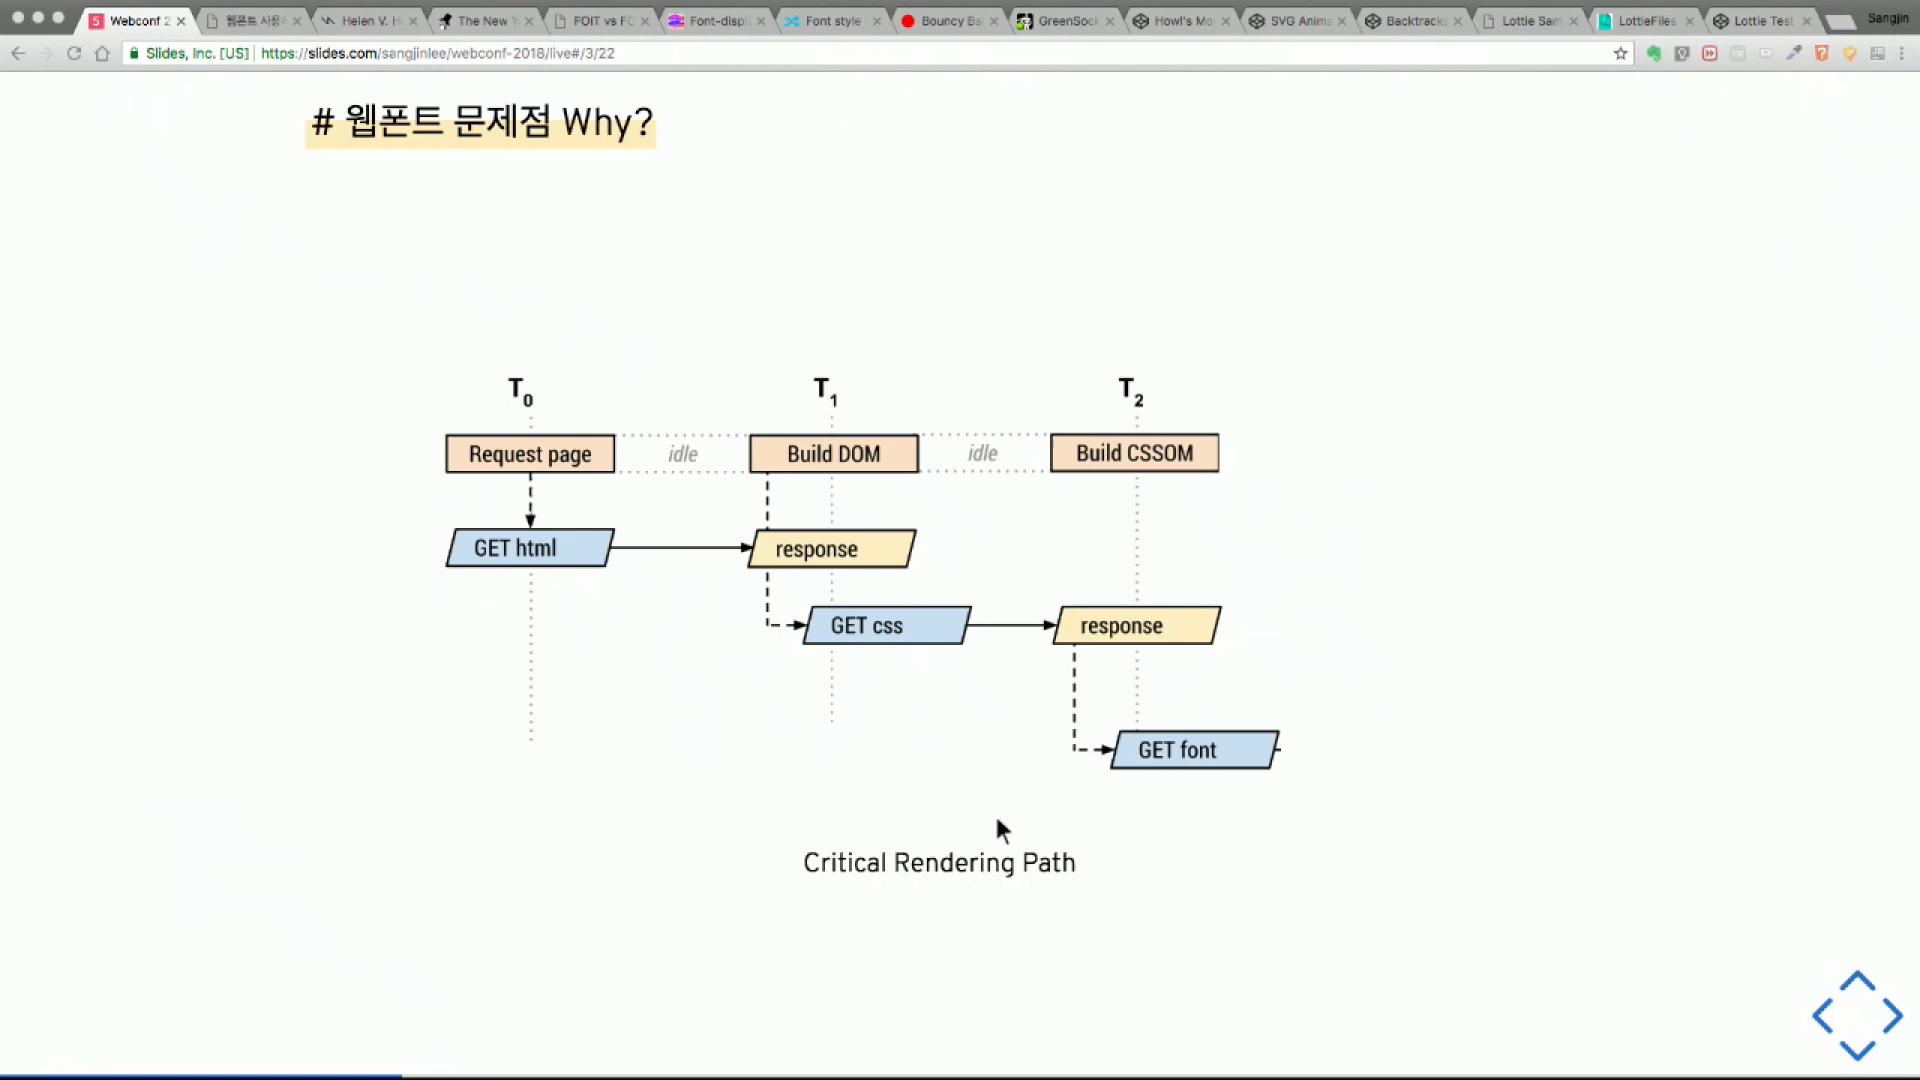 Webconf 2
웹폰트 사용
Helen V. H
The New Y
FOIT vs FO
Font-displ
Font style
Bouncy Bal
GreenSock
Howl's Mo
SVG Anima
Backtracks
Lottie Sam
LottieFiles
Lottie Test
Sangjin
Slides, Inc. [US] https://slides.com/sangjinlee/webconf-2018/live#/3/22
# 웹폰트 문제점 Why?
T0 T1 T2
Request page idle Build DOM idle Build CSSOM
GET html response
GET css response
GET font
Critical Rendering Path